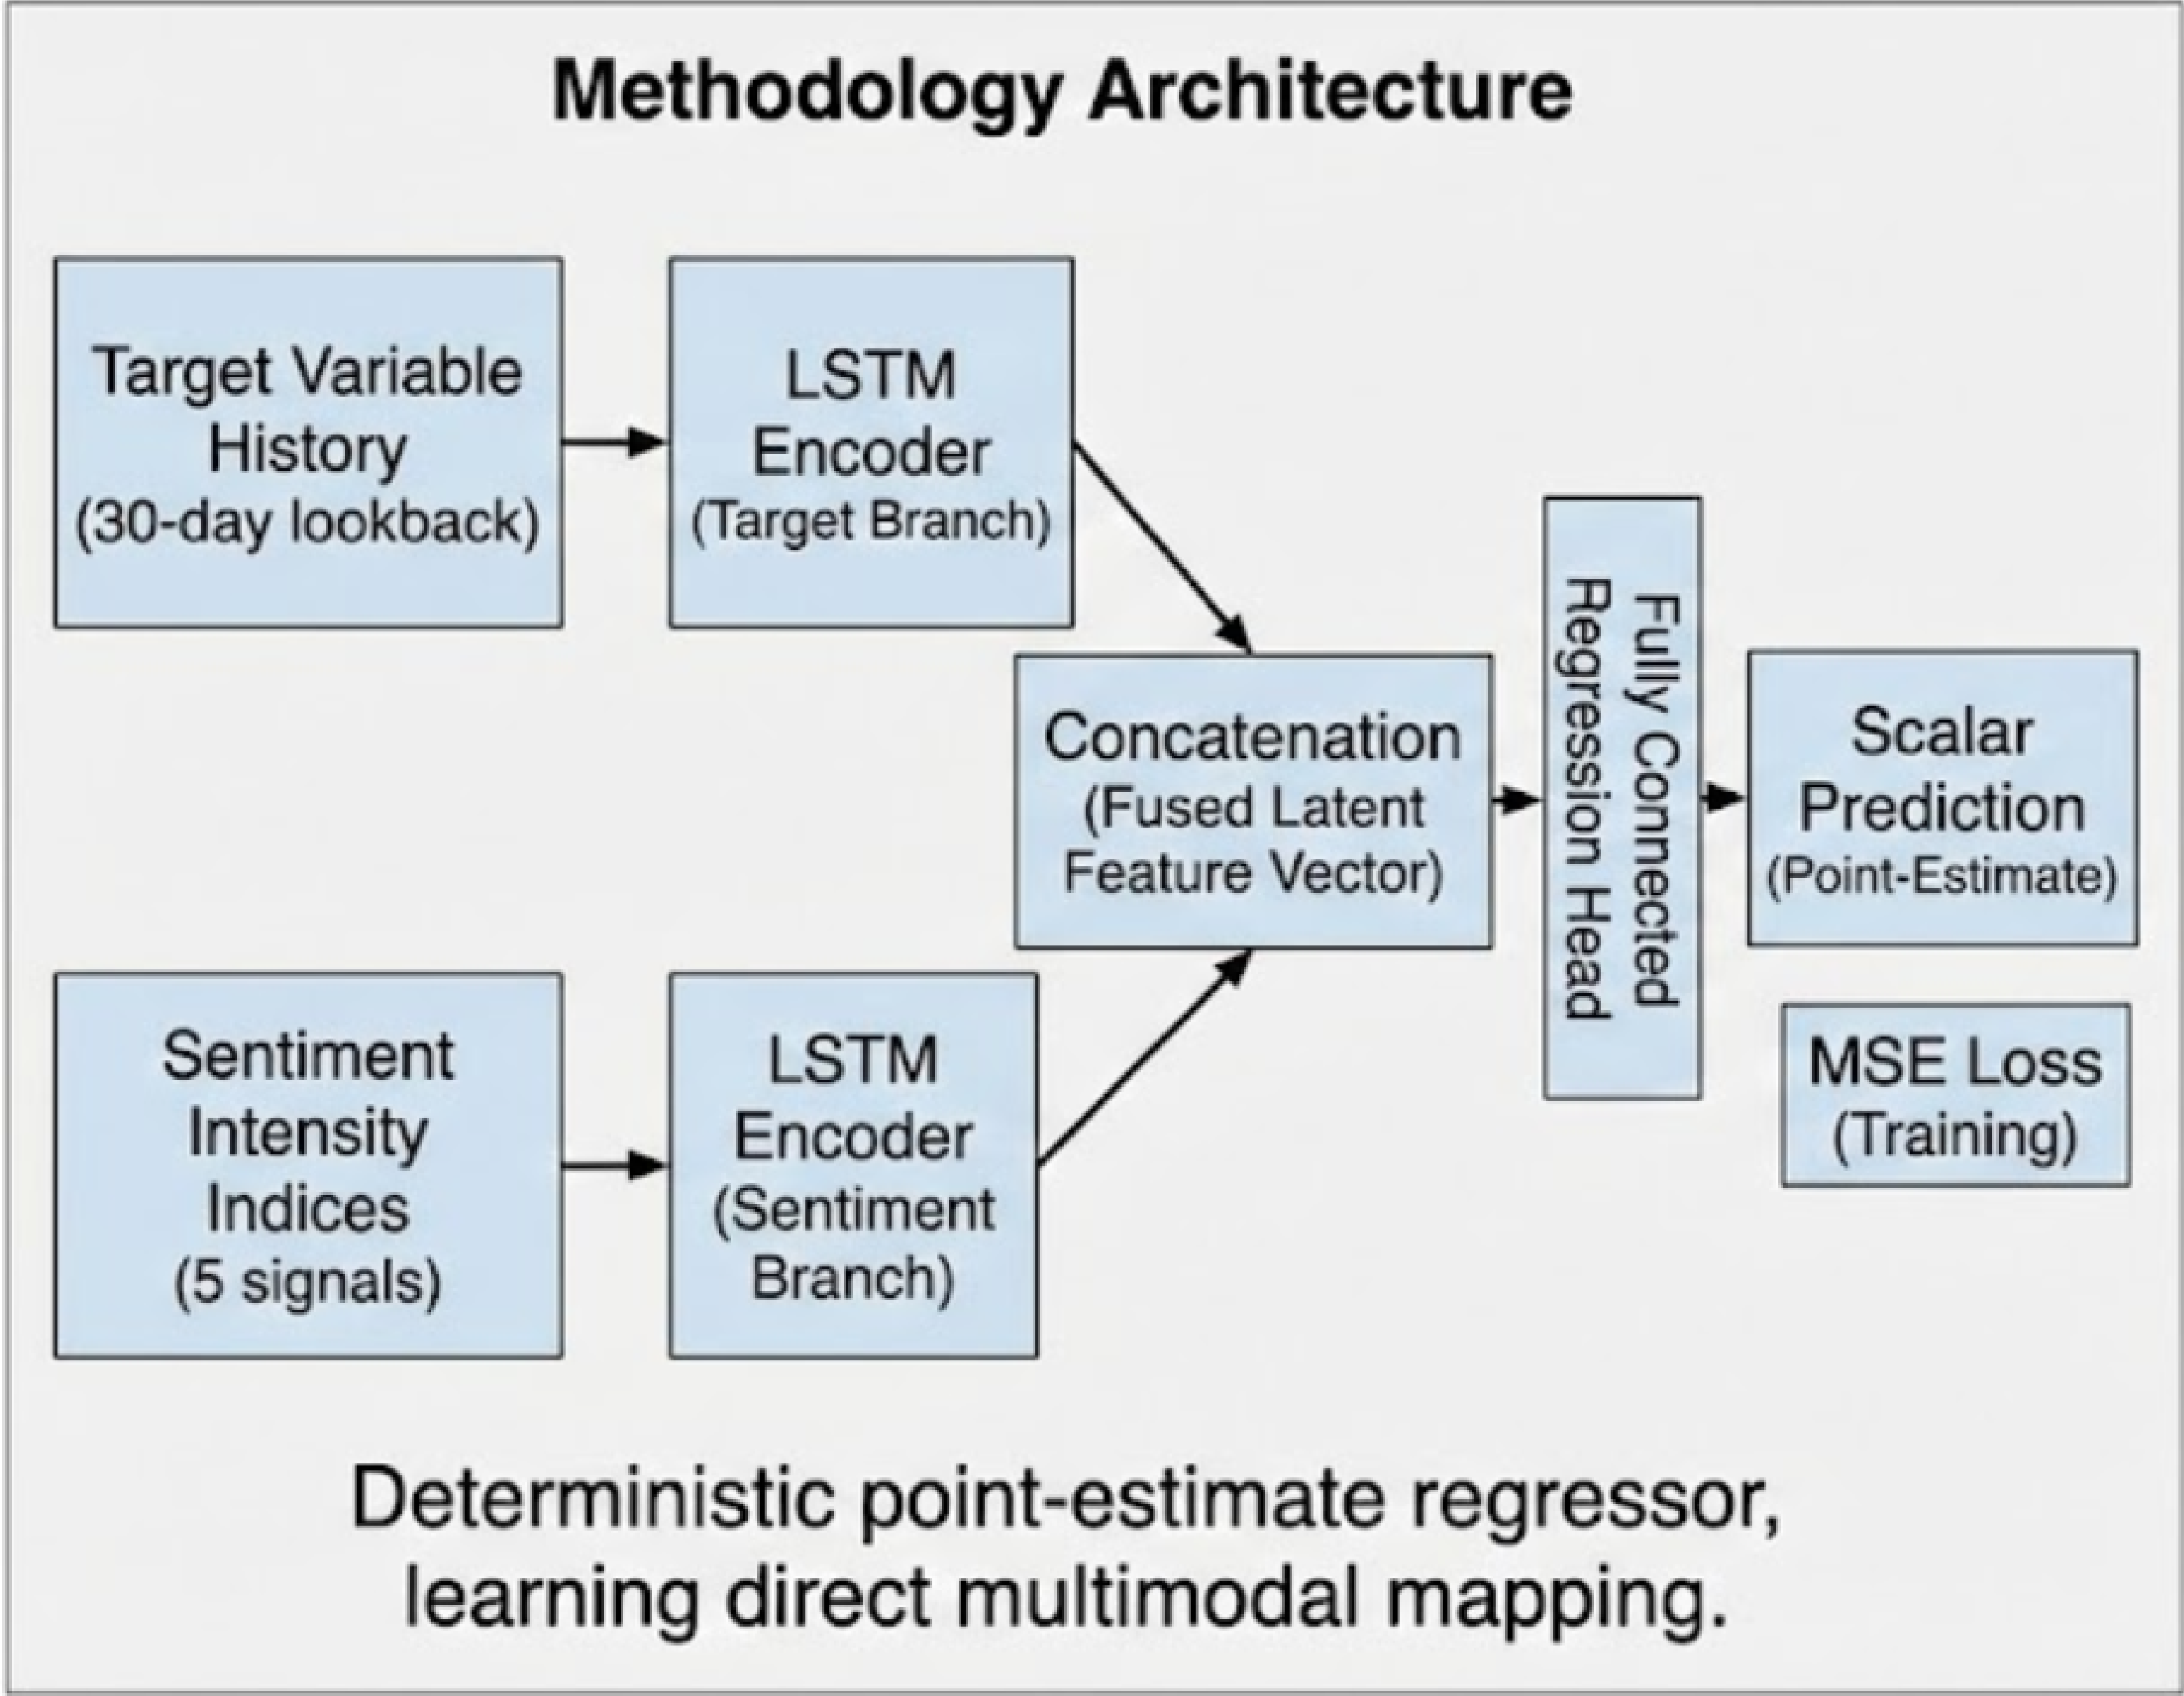 Methodology Architecture
Target Variable
History
(30-day lookback)
LSTM
Encoder
(Target Branch)
Sentiment
Intensity
Indices
(5 signals)
LSTM
Encoder
(Sentiment
Branch)
Concatenation
(Fused Latent
Feature Vector)
Fully Connected
Regression Head
Scalar
Prediction
(Point-Estimate)
MSE Loss
(Training)
Deterministic point-estimate regressor,
learning direct multimodal mapping.